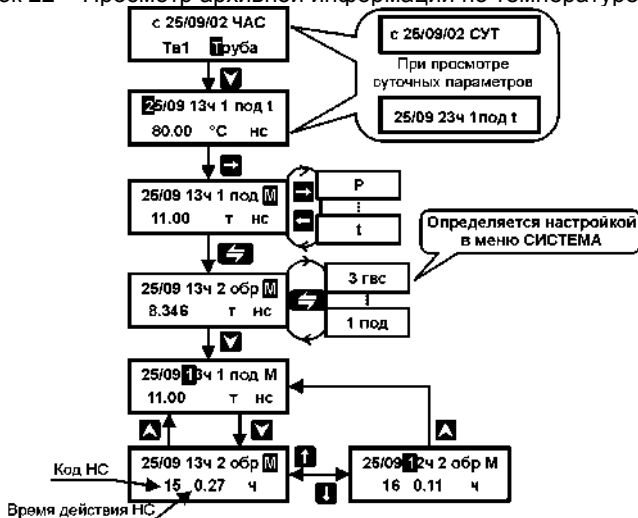 с 25/09/02 ЧАС
Тв1 Труба
с 25/09/02 СУТ
При просмотре
суточных параметров
25/09 23ч 1под t
25/09 13ч 1 под t
80.00 °С нс
25/09 13ч 1 под М
11.00 т нс
Р
t
Определяется настройкой
в меню СИСТЕМА
25/09 13ч 2 обр М
8.346 т нс
3 гвс
1 под
25/09 13ч 1 под М
11.00 т нс
25/09 13ч 2 обр М
15 0.27 ч
25/09 12ч 2 обр М
16 0.11 ч
Код НС
Время действия НС